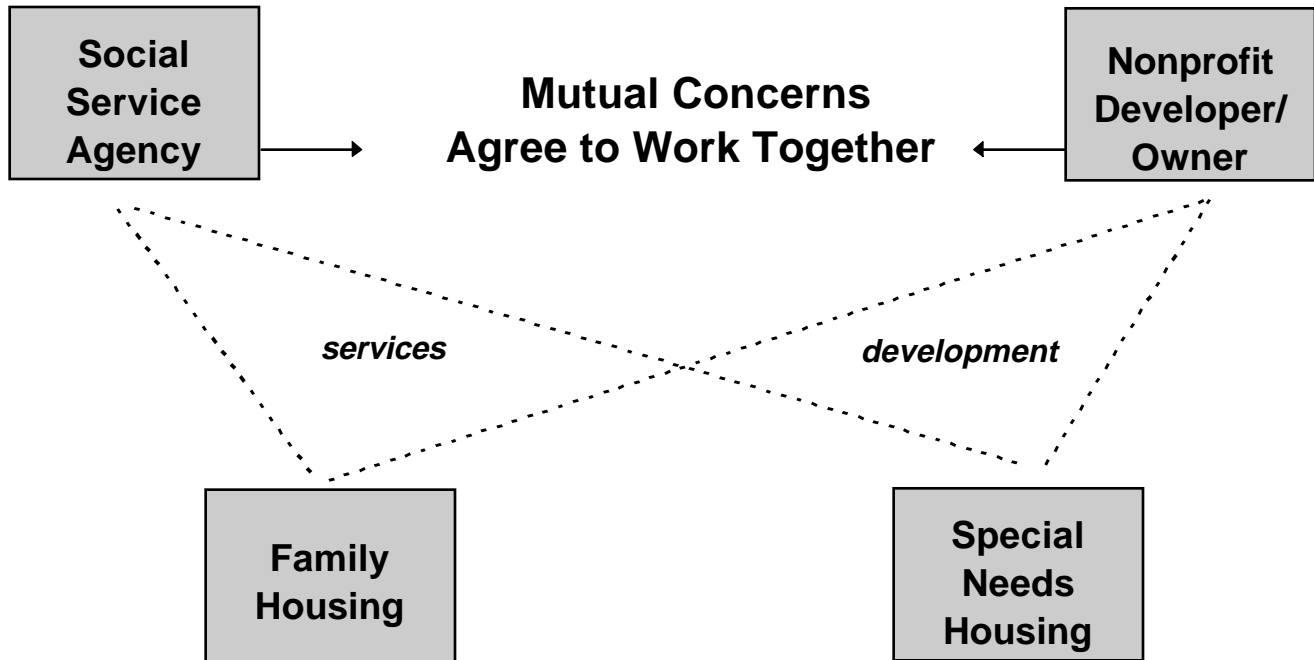 Social
Service
Agency
Mutual Concerns
Agree to Work Together
Nonprofit
Developer/
Owner
services
development
Family
Housing
Special
Needs
Housing